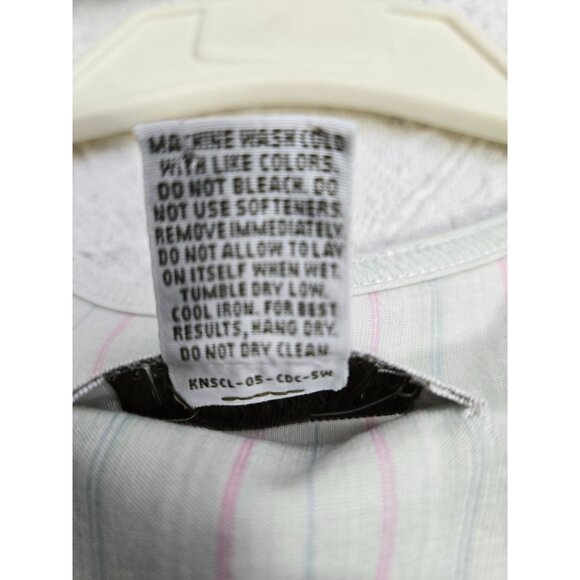 MACHINE WASH COLD
WITH LIKE COLORS.
DO NOT BLEACH. DO
NOT USE SOFTENERS.
REMOVE IMMEDIATELY.
DO NOT ALLOW TO LAY
ON ITSELF WHEN WET.
TUMBLE DRY LOW.
COOL IRON. FOR BEST
RESULTS, HANG DRY.
DO NOT DRY CLEAN.
KNSCL-05-CDC-SW